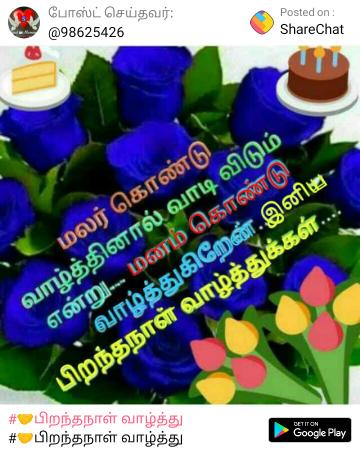 போஸ்ட் செய்தவர்:
@98625426
Posted on :
ShareChat
மலர் கொண்டு
வாழ்த்தினால் வாடி விடும்
என்று.... மனம் கொண்டு
வாழ்த்துகிறேன் இனிய
பிறந்தநாள் வாழ்த்துக்கள்...
#🤝பிறந்தநாள் வாழ்த்து
#🤝பிறந்தநாள் வாழ்த்து
GET IT ON
Google Play